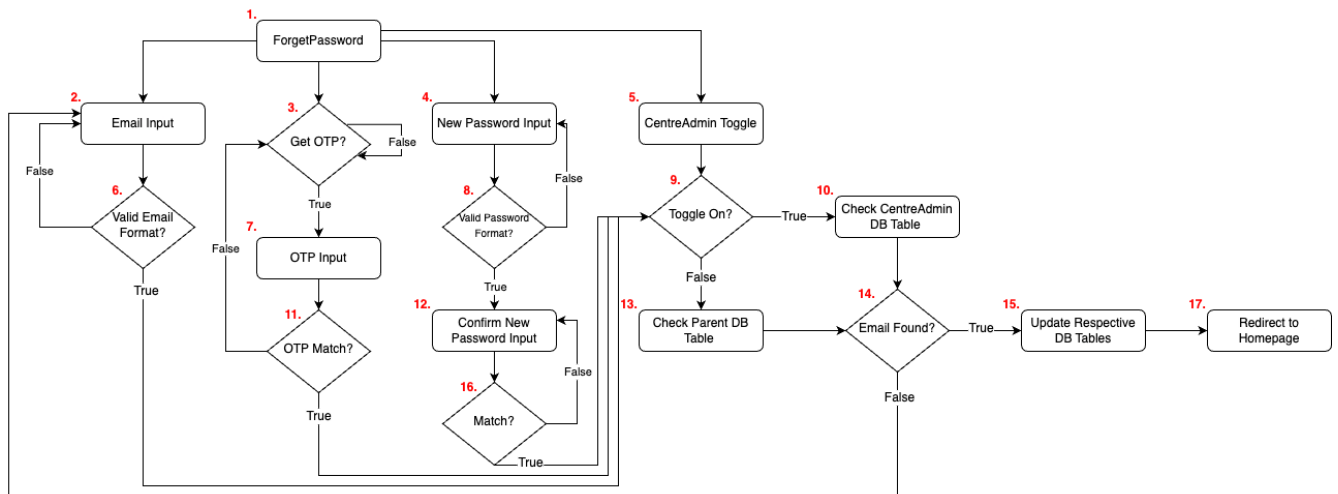 1.
ForgetPassword
2.
Email Input
3.
Get OTP?
False
4.
New Password Input
5.
CentreAdmin Toggle
False
6.
Valid Email
Format?
True
True
7.
OTP Input
False
8.
Valid Password
Format?
False
True
9.
Toggle On?
True
False
10.
Check CentreAdmin
DB Table
11.
OTP Match?
True
12.
Confirm New
Password Input
False
13.
Check Parent DB
Table
14.
Email Found?
True
False
15.
Update Respective
DB Tables
16.
Match?
True
17.
Redirect to
Homepage